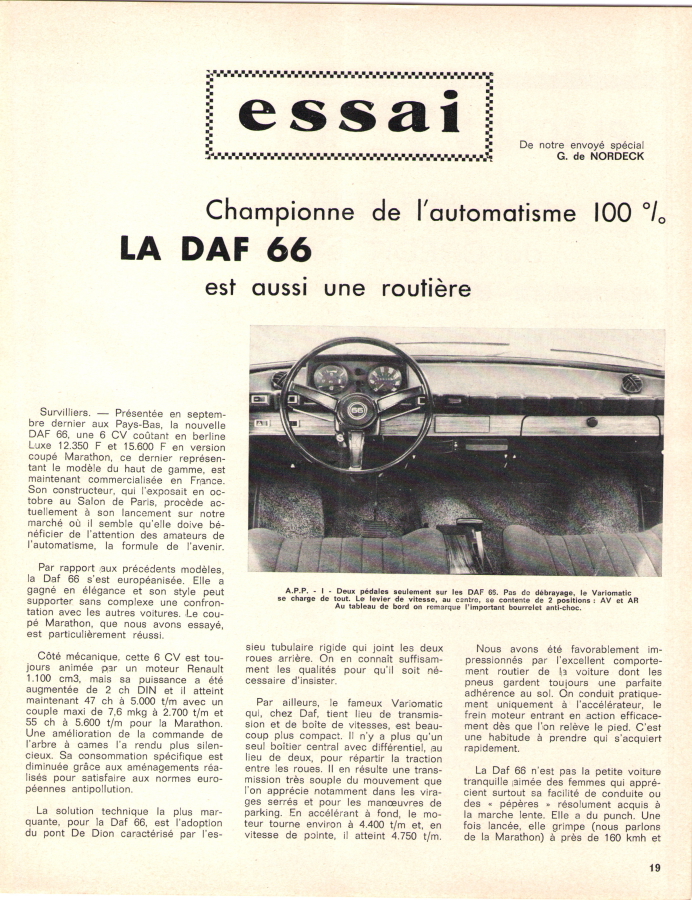 essai
De notre envoyé spécial
G. de NORDECK
Championne de l'automatisme 100 %
LA DAF 66
est aussi une routière
66
Survilliers. — Présentée en septem-
bre dernier aux Pays-Bas, la nouvelle
DAF 66, une 6 CV coûtant en berline
Luxe 12.350 F et 15.600 F en version
coupé Marathon, ce dernier représen-
tant le modèle du haut de gamme, est
maintenant commercialisée en France.
Son constructeur, qui l'exposait en oc-
tobre au Salon de Paris, procède ac-
tuellement à son lancement sur notre
marché où il semble qu'elle doive bé-
néficier de l'attention des amateurs de
l'automatisme, la formule de l'avenir.
Par rapport aux précédents modèles,
la Daf 66 s'est européanisée. Elle a
gagné en élégance et son style peut
supporter sans complexe une confron-
tation avec les autres voitures. Le cou-
pé Marathon, que nous avons essayé,
est particulièrement réussi.
Côté mécanique, cette 6 CV est tou-
jours animée par un moteur Renault
1.100 cm3, mais sa puissance a été
augmentée de 2 ch DIN et il atteint
maintenant 47 ch à 5.000 t/m avec un
couple maxi de 7,6 mkg à 2.700 t/m et
55 ch à 5.600 t/m pour la Marathon.
Une amélioration de la commande de
l'arbre à cames l'a rendu plus silen-
cieux. Sa consommation spécifique est
diminuée grâce aux aménagements réa-
lisés pour satisfaire aux normes euro-
péennes antipollution.
La solution technique la plus mar-
quante, pour la Daf 66, est l'adoption
du pont De Dion caractérisé par l'es-
A.P.P. - I - Deux pédales seulement sur les DAF 66. Pas de débrayage, le Variomatic
se charge de tout. Le levier de vitesse, au centre, se contente de 2 positions : AV et AR
Au tableau de bord on remarque l'important bourrelet anti-choc.
sieu tubulaire rigide qui joint les deux
roues arrière. On en connaît suffisam-
ment les qualités pour qu'il soit né-
cessaire d'insister.
Par ailleurs, le fameux Variomatic
qui, chez Daf, tient lieu de transmis-
sion et de boîte de vitesses, est beau-
coup plus compact. Il n'y a plus qu'un
seul boîtier central avec différentiel, au
lieu de deux, pour répartir la traction
entre les roues. Il en résulte une trans-
mission très souple du mouvement que
l'on apprécie notamment dans les vira-
ges serrés et pour les manœuvres de
parking. En accélérant à fond, le mo-
teur tourne environ à 4.400 t/m et, en
vitesse de pointe, il atteint 4.750 t/m.
Nous avons été favorablement im-
pressionnés par l'excellent comporte-
ment routier de la voiture dont les
pneus gardent toujours une parfaite
adhérence au sol. On conduit pratique-
ment uniquement à l'accélérateur, le
frein moteur entrant en action efficace-
ment dès que l'on relève le pied. C'est
une habitude à prendre qui s'acquiert
rapidement.
La Daf 66 n'est pas la petite voiture
tranquille aimée des femmes qui appré-
cient surtout sa facilité de conduite ou
des « pépères » résolument acquis à
la marche lente. Elle a du punch. Une
fois lancée, elle grimpe (nous parlons
de la Marathon) à près de 160 kmh et
19